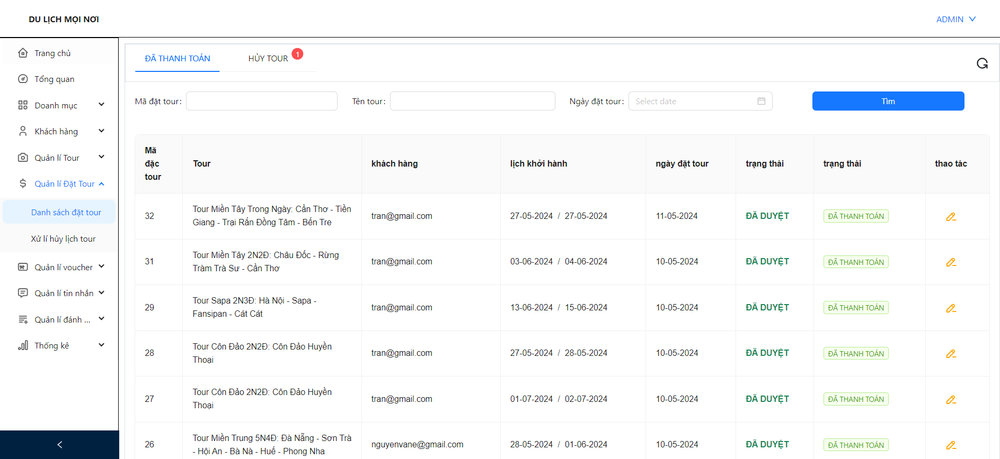 DU LỊCH MỌI NƠI
ADMIN
Trang chủ
Tổng quan
Doanh mục
Khách hàng
Quản lí Tour
Quản lí Đặt Tour
Danh sách đặt tour
Xử lí hủy lịch tour
Quản lí voucher
Quản lí tin nhắn
Quản lí đánh ...
Thống kê
ĐÃ THANH TOÁN
HỦY TOUR
1
Mã đặt tour:
Tên tour:
Ngày đặt tour:
Select date
Tìm
Mã
đặc
tour
Tour
khách hàng
lịch khởi hành
ngày đặt tour
trạng thái
trạng thái
thao tác
32
Tour Miền Tây Trong Ngày: Cần Thơ - Tiền
Giang - Trại Rắn Đồng Tâm - Bến Tre
tran@gmail.com
27-05-2024 / 27-05-2024
11-05-2024
ĐÃ DUYỆT
ĐÃ THANH TOÁN
31
Tour Miền Tây 2N2Đ: Châu Đốc - Rừng
Tràm Trà Sư - Cần Thơ
tran@gmail.com
03-06-2024 / 04-06-2024
10-05-2024
ĐÃ DUYỆT
ĐÃ THANH TOÁN
29
Tour Sapa 2N3Đ: Hà Nội - Sapa -
Fansipan - Cát Cát
tran@gmail.com
13-06-2024 / 15-06-2024
10-05-2024
ĐÃ DUYỆT
ĐÃ THANH TOÁN
28
Tour Côn Đảo 2N2Đ: Côn Đảo Huyền
Thoại
tran@gmail.com
27-05-2024 / 28-05-2024
10-05-2024
ĐÃ DUYỆT
ĐÃ THANH TOÁN
27
Tour Côn Đảo 2N2Đ: Côn Đảo Huyền
Thoại
tran@gmail.com
01-07-2024 / 02-07-2024
10-05-2024
ĐÃ DUYỆT
ĐÃ THANH TOÁN
26
Tour Miền Trung 5N4Đ: Đà Nẵng - Sơn Trà
- Hội An - Bà Nà - Huế - Phong Nha
nguyenvane@gmail.com
28-05-2024 / 01-06-2024
10-05-2024
ĐÃ DUYỆT
ĐÃ THANH TOÁN